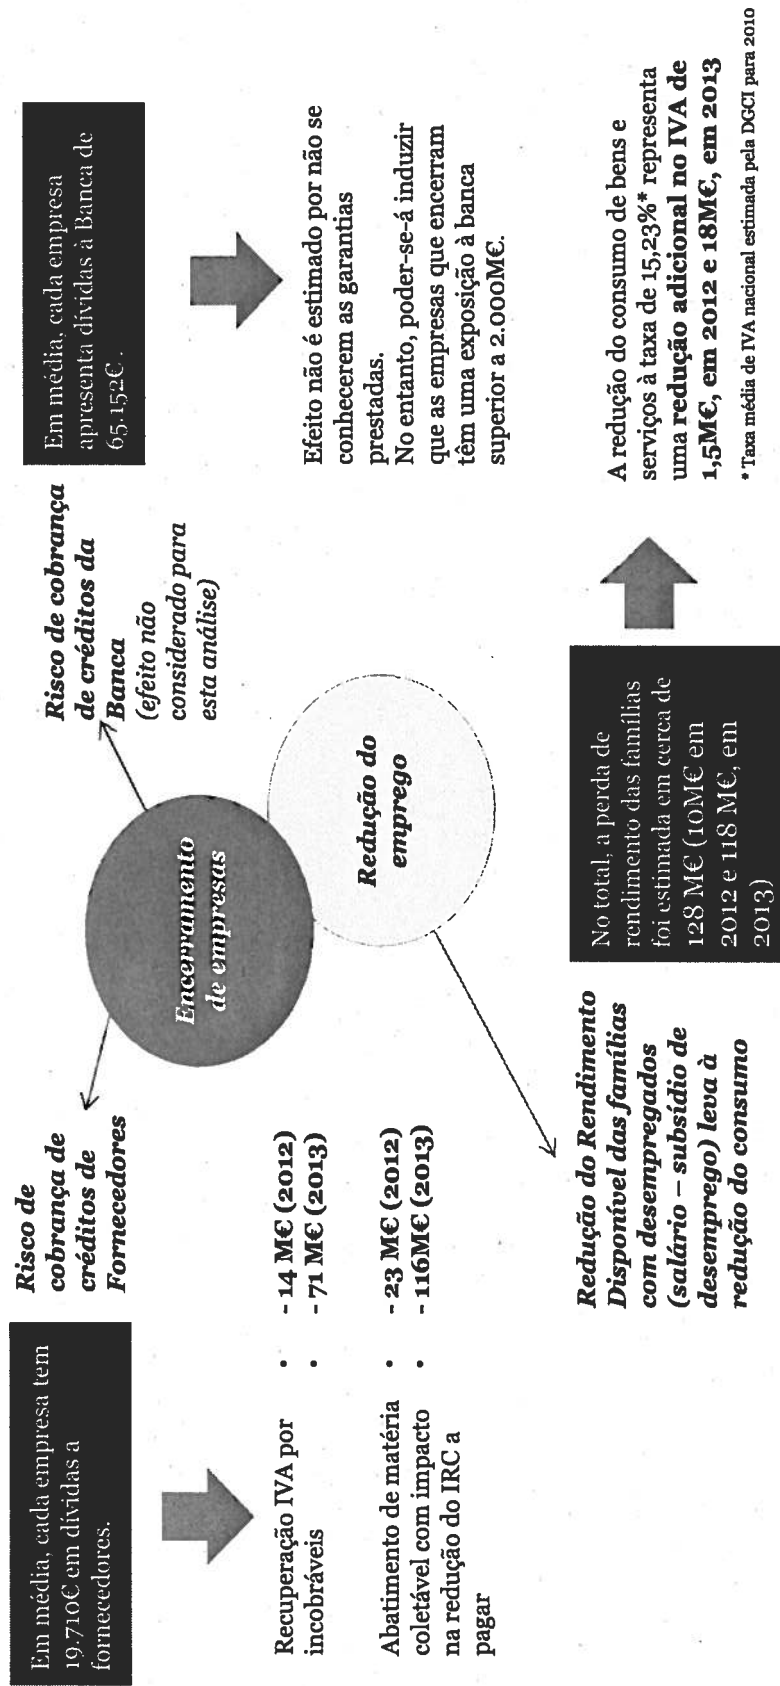 Em média, cada empresa tem
19.710€ em dívidas a
fornecedores.
Recuperação IVA por
incobráveis
• - 14 M€ (2012)
• - 71 M€ (2013)
Abatimento de matéria
coletável com impacto
na redução do IRC a
pagar
• - 23 M€ (2012)
• - 116M€ (2013)
Risco de
cobrança de
créditos de
Fornecedores
Encerramento
de empresas
Redução do
emprego
Risco de cobrança
de créditos da
Banca
(efeito não
considerado para
esta análise)
Em média, cada empresa
apresenta dívidas à Banca de
65.152€ .
Efeito não é estimado por não se
conhecerem as garantias
prestadas.
No entanto, poder-se-á induzir
que as empresas que encerram
têm uma exposição à banca
superior a 2.000M€.
Redução do Rendimento
Disponível das famílias
com desempregados
(salário – subsídio de
desemprego) leva à
redução do consumo
No total, a perda de
rendimento das famílias
foi estimada em cerca de
128 M€ (10M€ em
2012 e 118 M€, em
2013)
A redução do consumo de bens e
serviços à taxa de 15,23%* representa
uma redução adicional no IVA de
1,5M€, em 2012 e 18M€, em 2013
* Taxa média de IVA nacional estimada pela DGCI para 2010